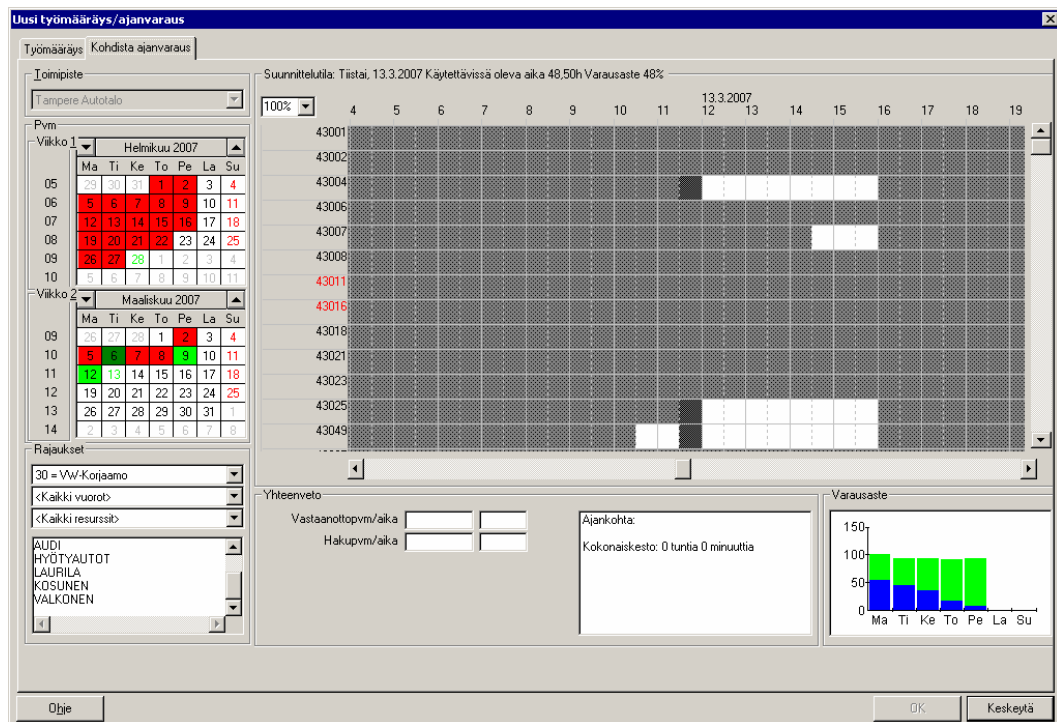 Uusi työmääräys/ajanvaraus
Työmääräys Kohdista ajanvaraus
Toimipiste
Tampere Autotalo
Pvm
Viikko 1
Helmikuu 2007
Ma Ti Ke To Pe La Su
05 29 30 31 1 2 3 4
06 5 6 7 8 9 10 11
07 12 13 14 15 16 17 18
08 19 20 21 22 23 24 25
09 26 27 28 1 2 3 4
10 5 6 7 8 9 10 11
Viikko 2
Maaliskuu 2007
Ma Ti Ke To Pe La Su
09 26 27 28 1 2 3 4
10 5 6 7 8 9 10 11
11 12 13 14 15 16 17 18
12 19 20 21 22 23 24 25
13 26 27 28 29 30 31 1
14 2 3 4 5 6 7 8
Rajaukset
30 = VW-Korjaamo
<Kaikki vuorot>
<Kaikki resurssit>
AUDI
HYÖTYAUTOT
LAURILA
KOSUNEN
VALKONEN
Suunnittelutila: Tiistai, 13.3.2007 Käytettävissä oleva aika 48,50h Varausaste 48%
100%
13.3.2007
4 5 6 7 8 9 10 11 12 13 14 15 16 17 18 19
43001
43002
43004
43006
43007
43008
43011
43016
43018
43021
43023
43025
43049
Yhteenveto
Vastaanottopvm/aika
Hakupvm/aika
Ajankohta:
Kokonaiskesto: 0 tuntia 0 minuuttia
Varausaste
150
100
50
0
Ma Ti Ke To Pe La Su
Ohje
OK
Keskeytä